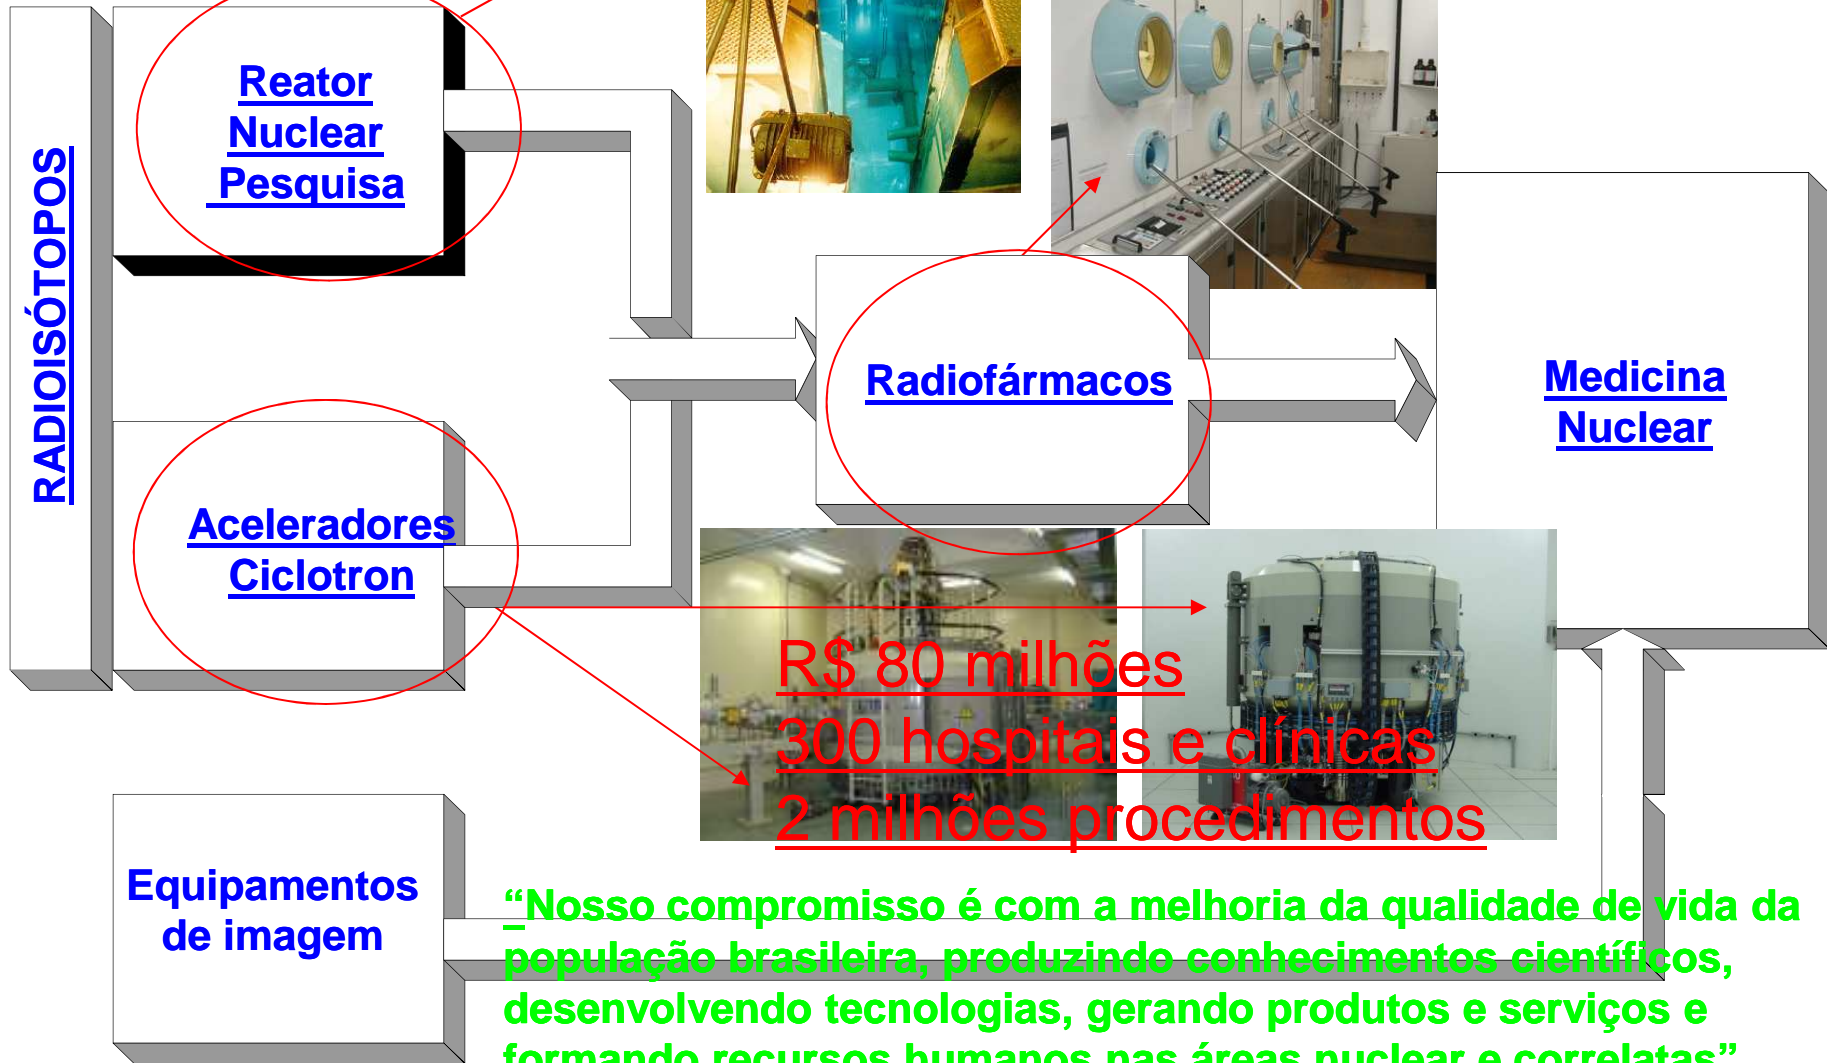 RADIOISÓTOPOS
Reator
Nuclear
Pesquisa
Aceleradores
Ciclotron
Radiofármacos
Medicina
Nuclear
R$ 80 milhões
300 hospitais e clínicas
2 milhões procedimentos
Equipamentos
de imagem
“Nosso compromisso é com a melhoria da qualidade de vida da
população brasileira, produzindo conhecimentos científicos,
desenvolvendo tecnologias, gerando produtos e serviços e
formando recursos humanos nas áreas nuclear e correlatas”